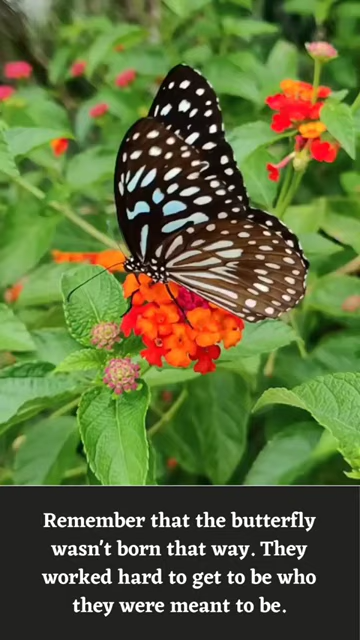 Remember that the butterfly
wasn't born that way. They
worked hard to get to be who
they were meant to be.